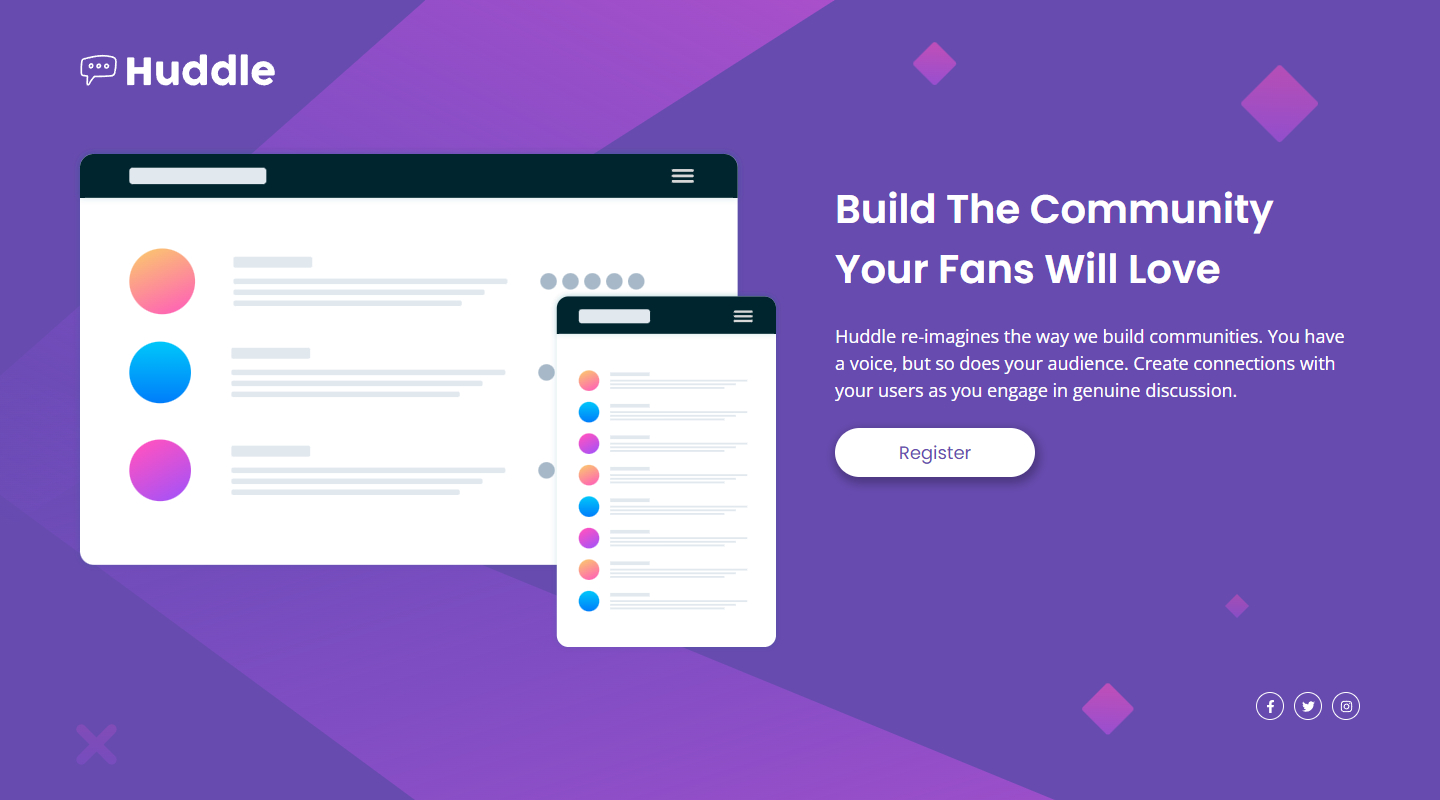 Huddle
Build The Community
Your Fans Will Love
Huddle re-imagines the way we build communities. You have
a voice, but so does your audience. Create connections with
your users as you engage in genuine discussion.
Register